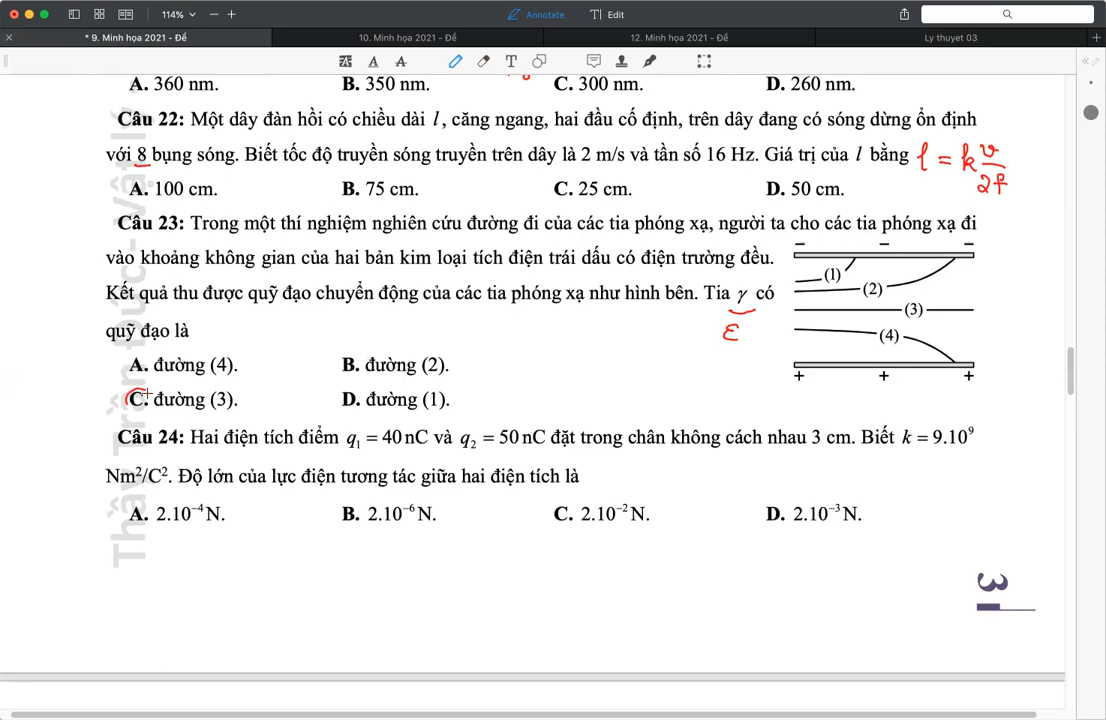 114%
Annotate
Edit
* 9. Minh họa 2021 - Đề
10. Minh họa 2021 - Đề
12. Minh họa 2021 - Đề
Ly thuyet 03
A. 360 nm. B. 350 nm. C. 300 nm. D. 260 nm.
Câu 22: Một dây đàn hồi có chiều dài l, căng ngang, hai đầu cố định, trên dây đang có sóng dừng ổn định
với 8 bụng sóng. Biết tốc độ truyền sóng truyền trên dây là 2 m/s và tần số 16 Hz. Giá trị của l bằng
l = k v/2f
A. 100 cm. B. 75 cm. C. 25 cm. D. 50 cm.
Câu 23: Trong một thí nghiệm nghiên cứu đường đi của các tia phóng xạ, người ta cho các tia phóng xạ đi
vào khoảng không gian của hai bản kim loại tích điện trái dấu có điện trường đều.
Kết quả thu được quỹ đạo chuyển động của các tia phóng xạ như hình bên. Tia γ có
ε
quỹ đạo là
− − −
(1)
(2)
(3)
(4)
+ + +
A. đường (4). B. đường (2).
C. đường (3). D. đường (1).
Câu 24: Hai điện tích điểm q₁ = 40 nC và q₂ = 50 nC đặt trong chân không cách nhau 3 cm. Biết k = 9.10⁹
Nm²/C². Độ lớn của lực điện tương tác giữa hai điện tích là
A. 2.10⁻⁴ N. B. 2.10⁻⁶ N. C. 2.10⁻² N. D. 2.10⁻³ N.
3